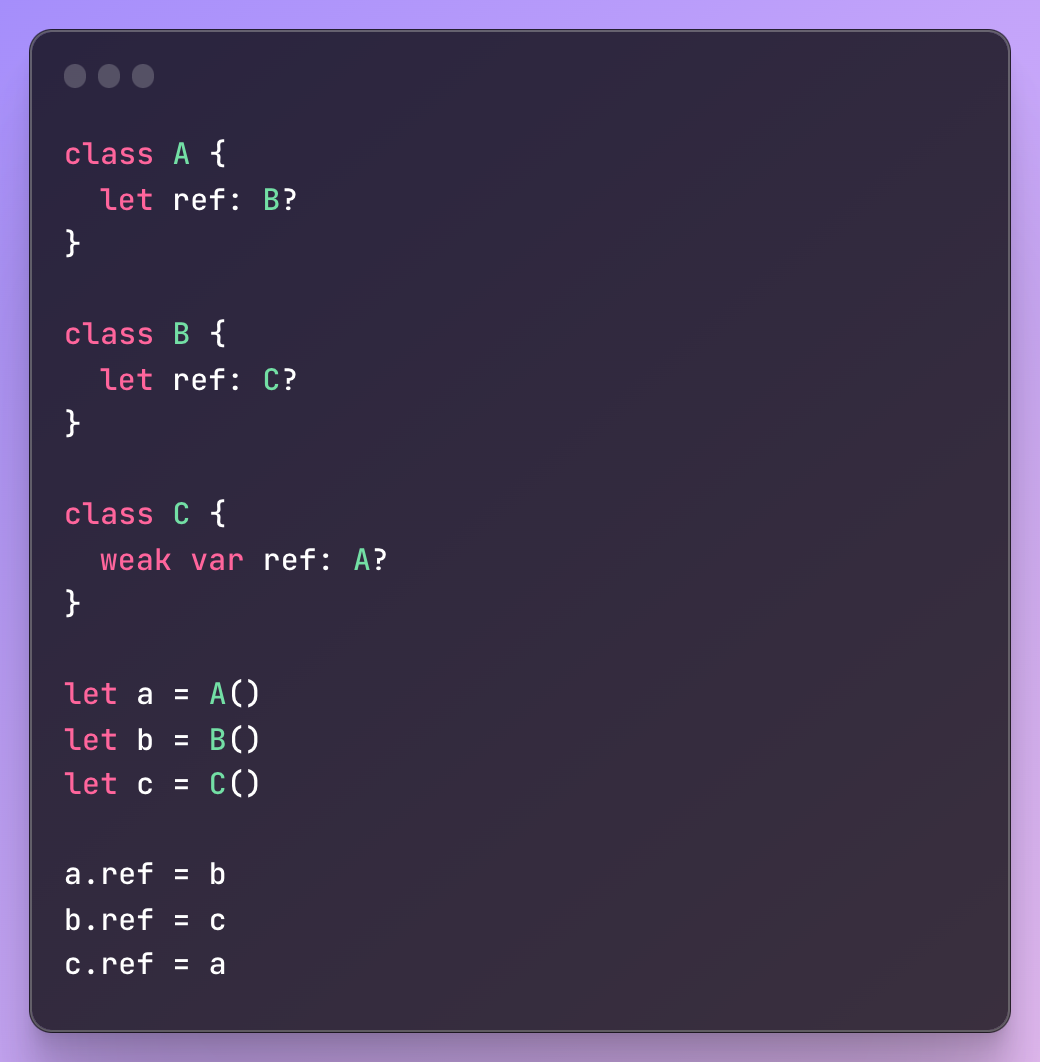 class A {
  let ref: B?
}

class B {
  let ref: C?
}

class C {
  weak var ref: A?
}

let a = A()
let b = B()
let c = C()

a.ref = b
b.ref = c
c.ref = a